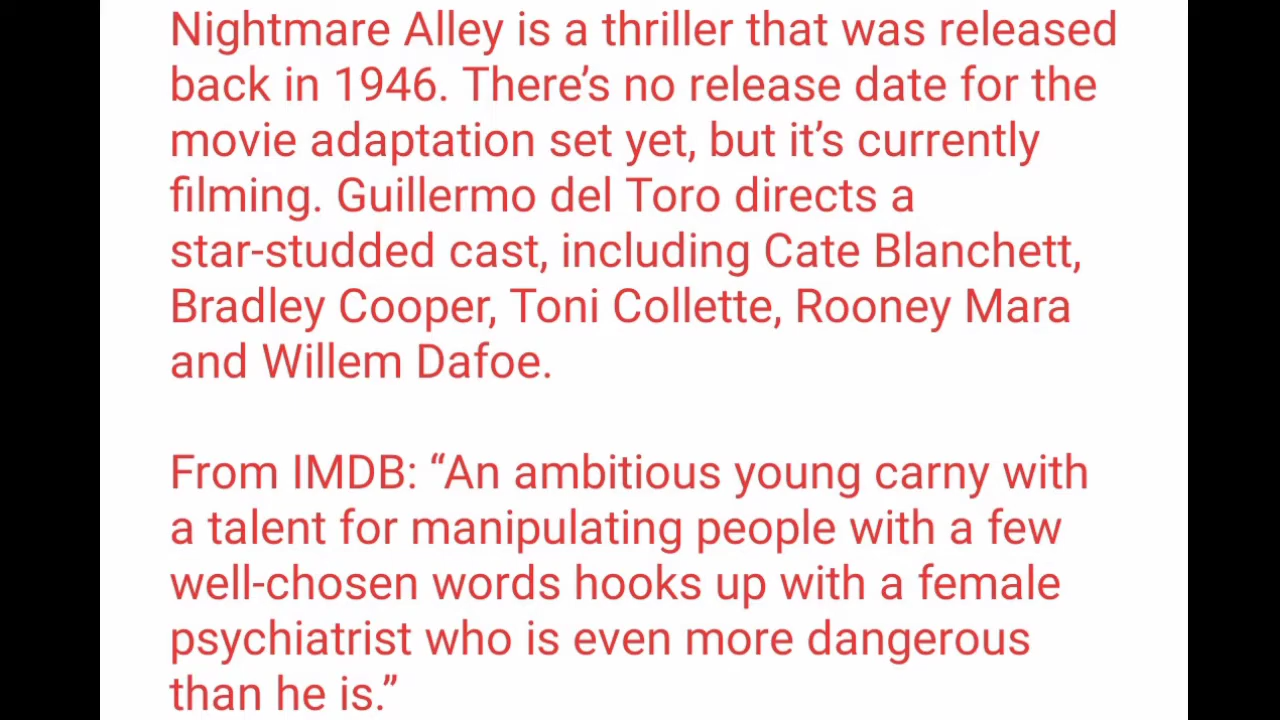 Nightmare Alley is a thriller that was released
back in 1946. There’s no release date for the
movie adaptation set yet, but it’s currently
filming. Guillermo del Toro directs a
star-studded cast, including Cate Blanchett,
Bradley Cooper, Toni Collette, Rooney Mara
and Willem Dafoe.
From IMDB: “An ambitious young carny with
a talent for manipulating people with a few
well-chosen words hooks up with a female
psychiatrist who is even more dangerous
than he is.”